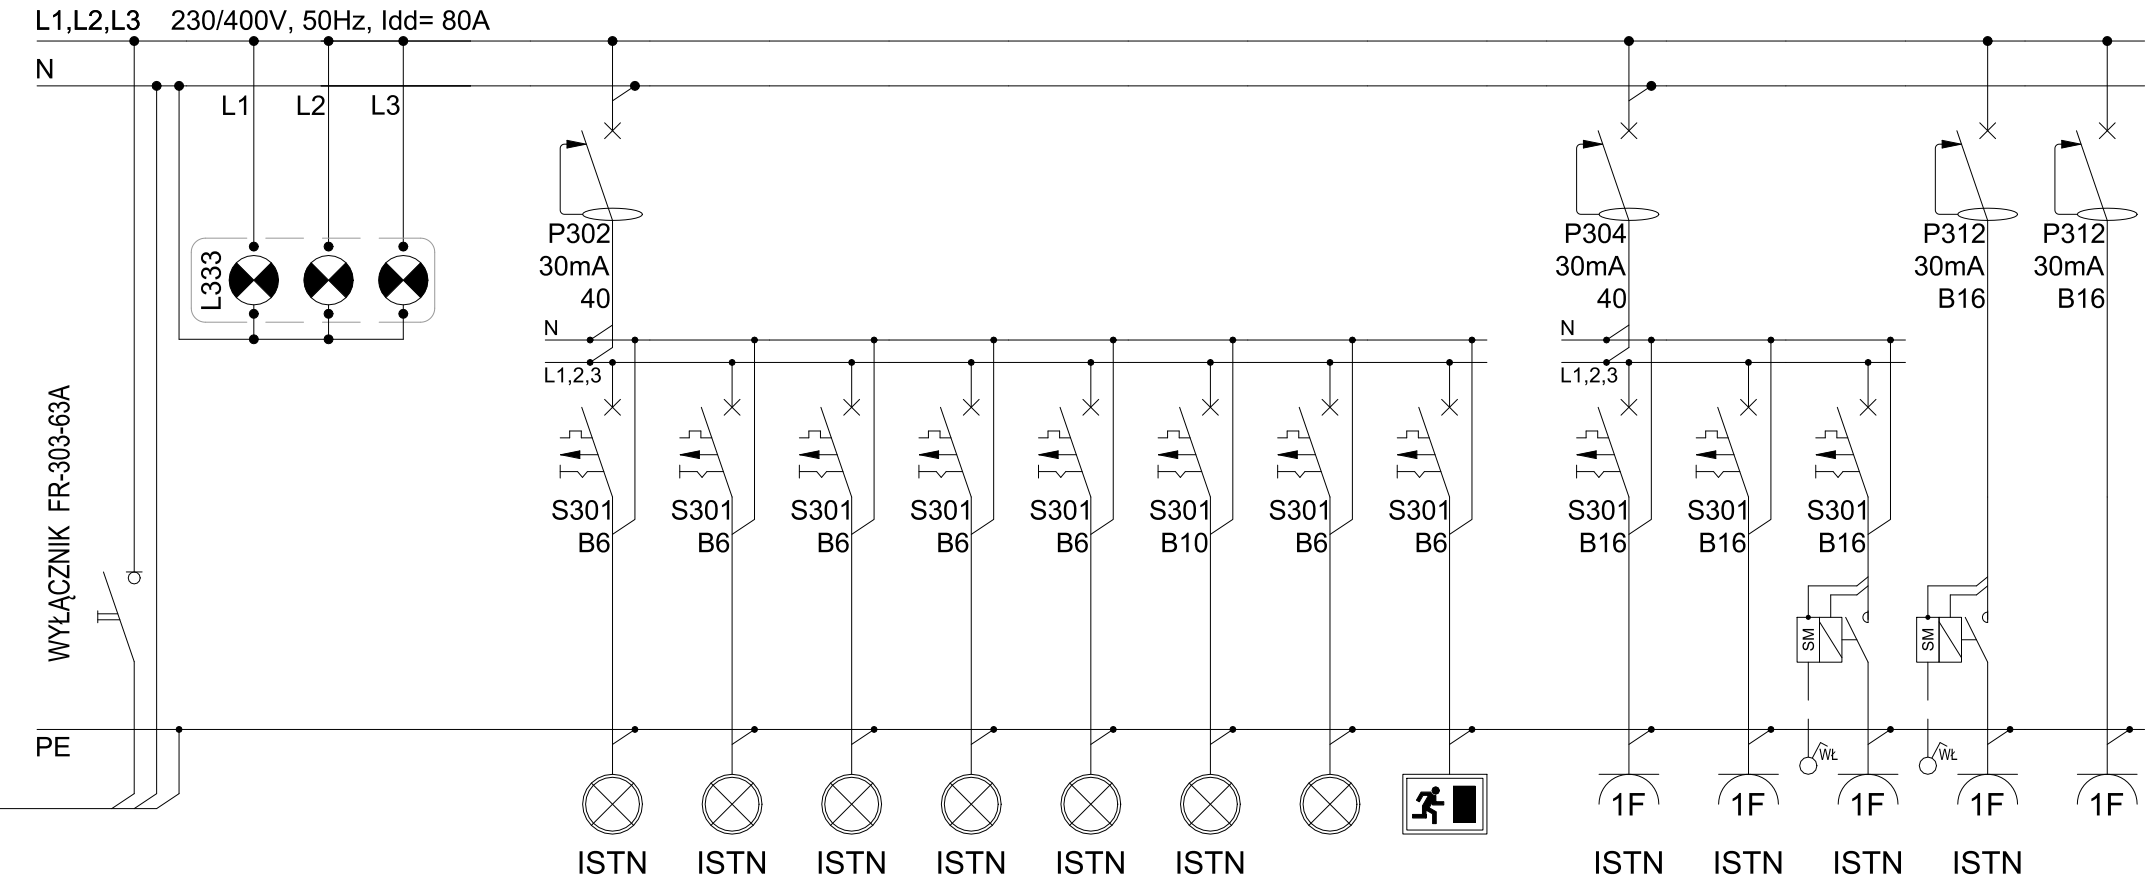 L1,L2,L3 230/400V, 50Hz, Idd= 80A
N
L1 L2 L3
L333
WYŁĄCZNIK FR-303-63A
P302
30mA
40
P304
30mA
40
P312
30mA
B16
P312
30mA
B16
N
L1,2,3
N
L1,2,3
S301
B6
S301
B6
S301
B6
S301
B6
S301
B6
S301
B10
S301
B6
S301
B6
S301
B16
S301
B16
S301
B16
SM
SM
PE
WŁ
WŁ
1F 1F 1F 1F 1F
ISTN ISTN ISTN ISTN ISTN ISTN ISTN ISTN ISTN ISTN